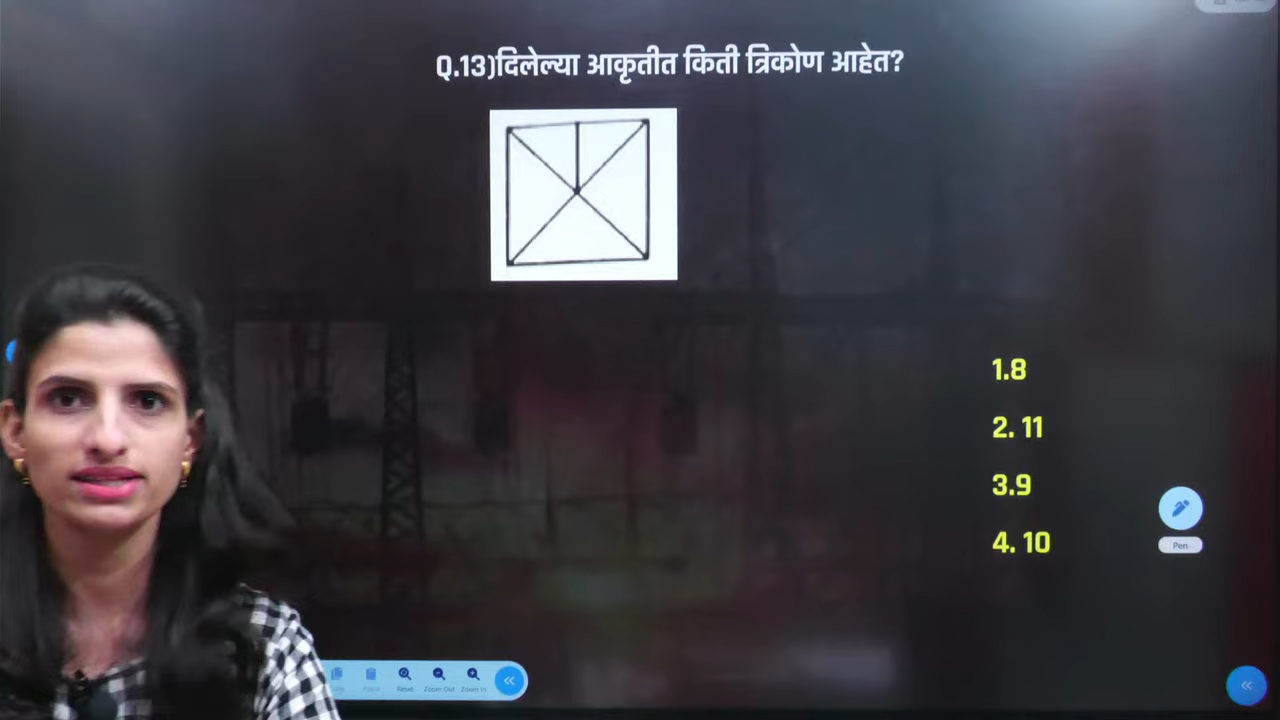 Q.13)दिलेल्या आकृतीत किती त्रिकोण आहेत?
1.8
2. 11
3.9
4. 10
Pen
Reset
Zoom Out
Zoom In